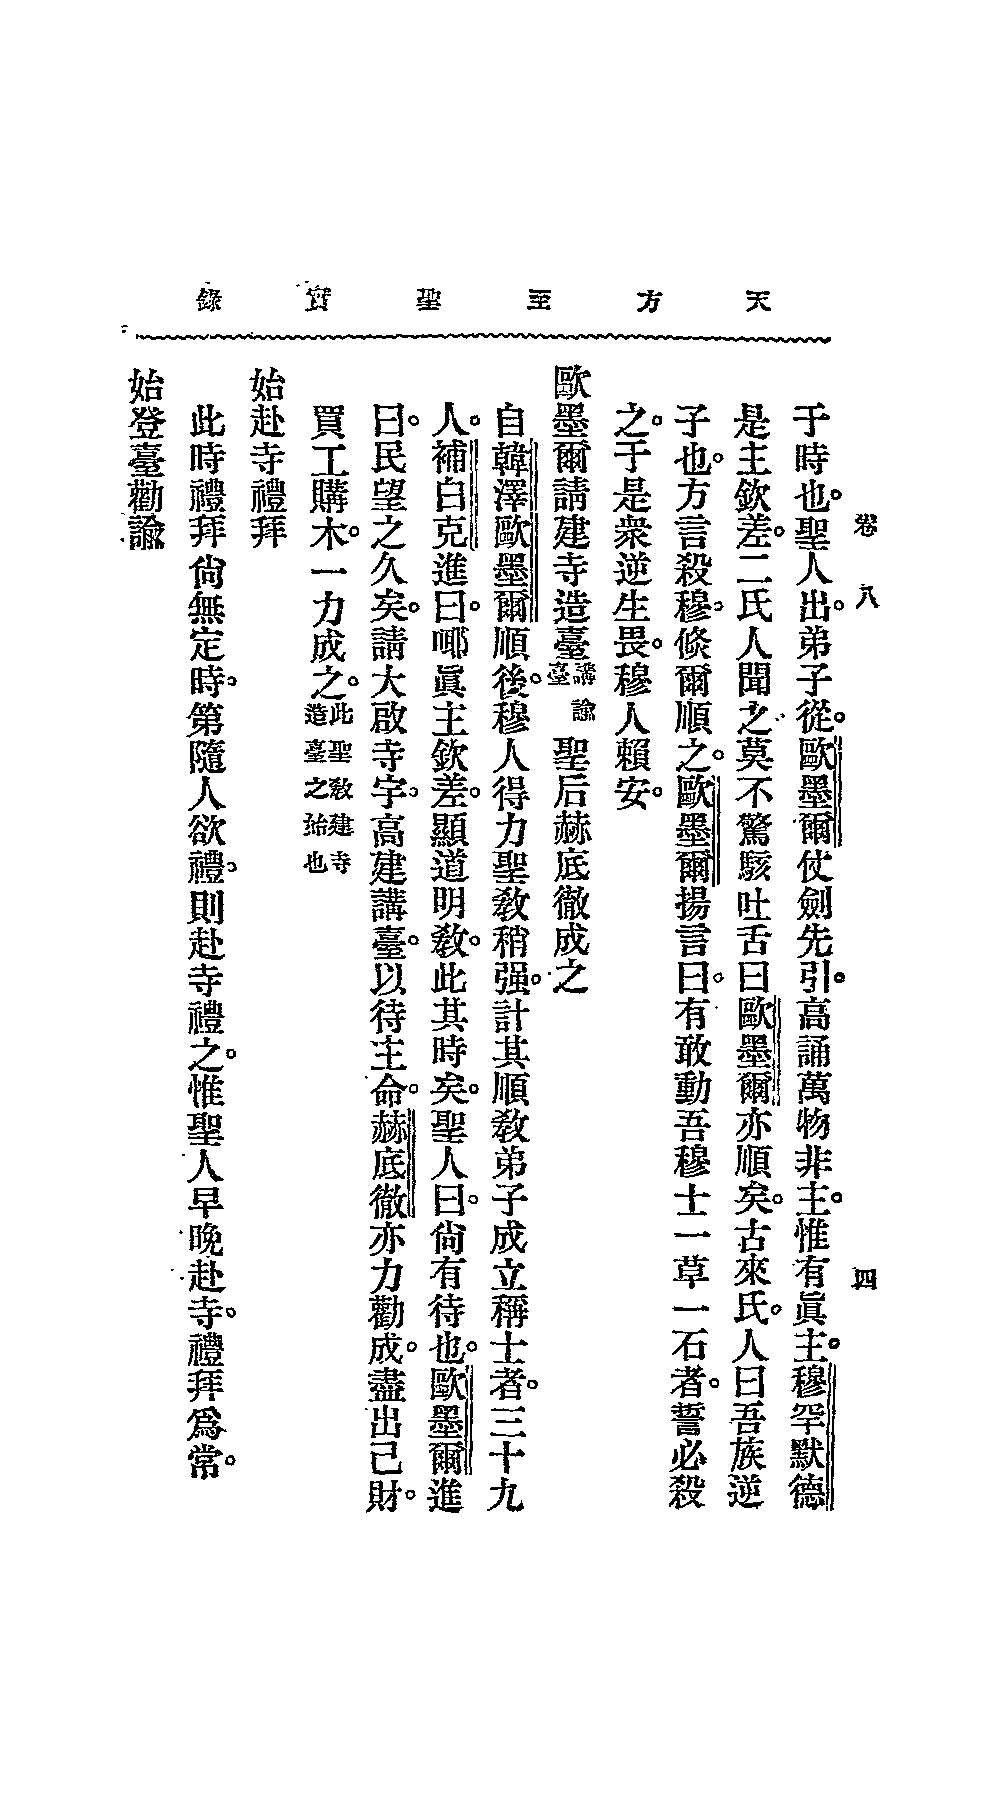 天方至聖實錄
卷八
四
于時也。聖人出。弟子從。歐墨爾仗劍先引。高誦萬物非主。惟有眞主。穆罕默德
是主欽差。二氏人聞之。莫不驚駭吐舌曰歐墨爾亦順矣。古來氏。人曰吾族逆
子也。方言殺穆。倐爾順之。歐墨爾揚言曰。有敢動吾穆士一草一石者。誓必殺
之。于是衆逆生畏。穆人賴安。
歐墨爾請建寺造臺講諭臺聖后赫底徹成之
自韓澤歐墨爾順後。穆人得力聖敎稍强。計其順敎弟子成立稱士者。三十九
人。補白克進曰。㖿眞主欽差。顯道明敎。此其時矣。聖人曰。尙有待也。歐墨爾進
曰。民望之久矣。請大啟寺宇。高建講臺。以待主命。赫底徹亦力勸成。盡出己財。
買工購木。一力成之。此聖敎建寺造臺之始也
始赴寺禮拜
此時禮拜尙無定時。第隨人欲禮。則赴寺禮之。惟聖人早晚赴寺。禮拜爲常。
始登臺勸諭